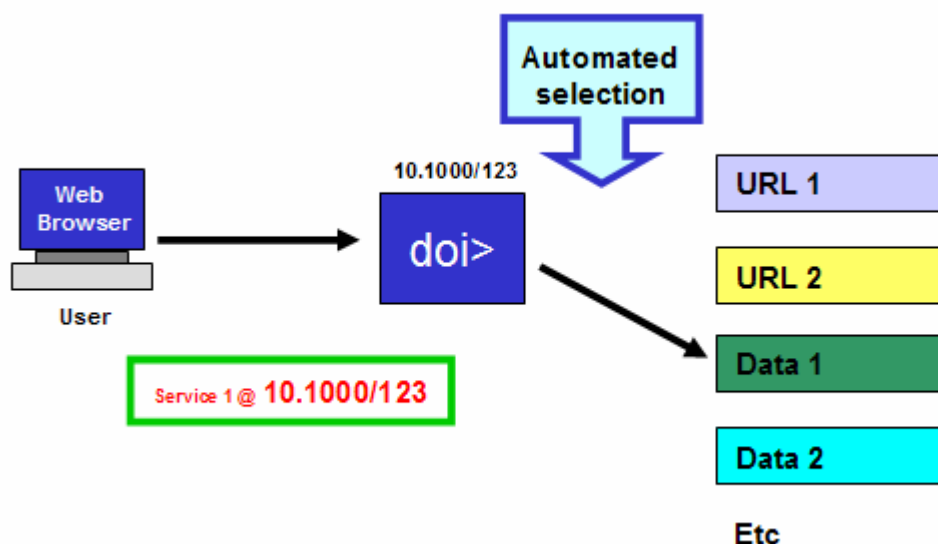 Automated
selection
10.1000/123
Web
Browser
doi>
User
Service 1 @ 10.1000/123
URL 1
URL 2
Data 1
Data 2
Etc